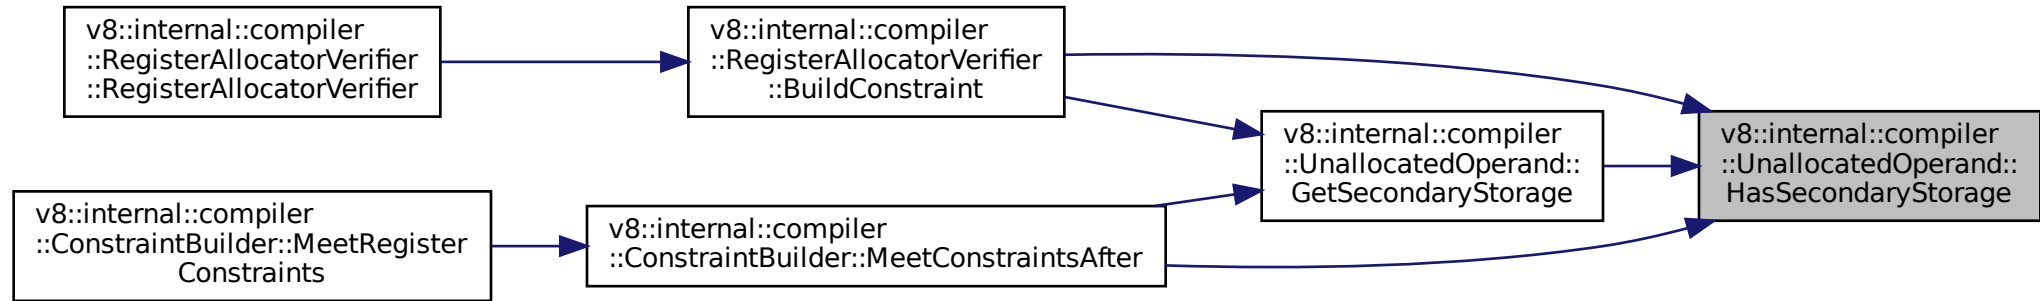 v8::internal::compiler
::RegisterAllocatorVerifier
::RegisterAllocatorVerifier
v8::internal::compiler
::RegisterAllocatorVerifier
::BuildConstraint
v8::internal::compiler
::UnallocatedOperand::
GetSecondaryStorage
v8::internal::compiler
::UnallocatedOperand::
HasSecondaryStorage
v8::internal::compiler
::ConstraintBuilder::MeetRegister
Constraints
v8::internal::compiler
::ConstraintBuilder::MeetConstraintsAfter